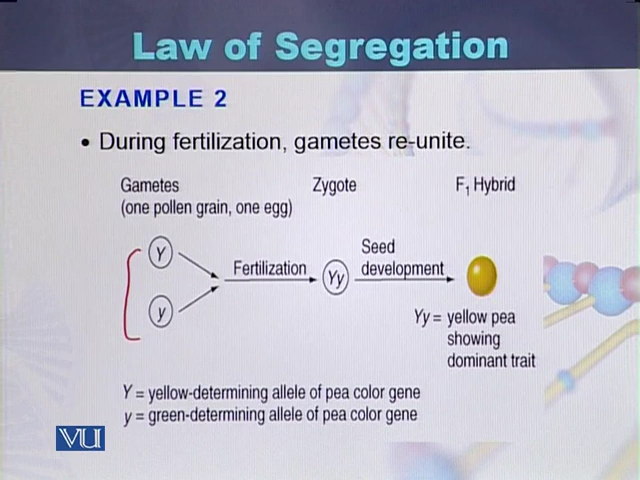 Law of Segregation
EXAMPLE 2
• During fertilization, gametes re-unite.
Gametes
(one pollen grain, one egg)
Zygote
F₁ Hybrid
Y
y
Fertilization
Yy
Seed
development
Yy = yellow pea
showing
dominant trait
Y = yellow-determining allele of pea color gene
y = green-determining allele of pea color gene
VU